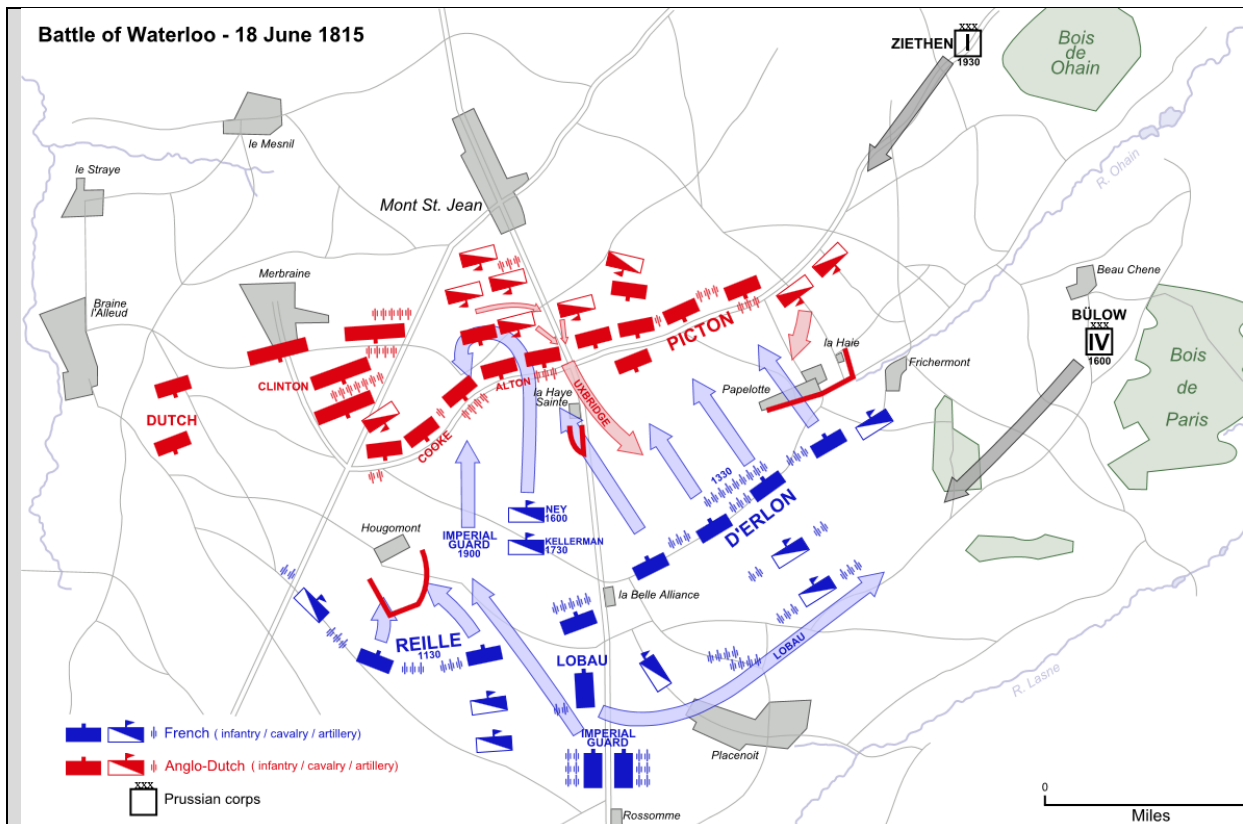 Battle of Waterloo - 18 June 1815
XXX
ZIETHEN
I
1930
Bois
de
Ohain
le Mesnil
le Straye
R. Ohain
Mont St. Jean
Merbraine
Beau Chene
Braine
l'Alleud
BÜLOW
XXX
IV
1600
PICTON
la Haie
Frichermont
Bois
de
Paris
CLINTON
ALTON
UXBRIDGE
Papelotte
la Haye
Sainte
DUTCH
COOKE
1330
D'ERLON
Hougomont
IMPERIAL
GUARD
1900
NEY
1600
KELLERMAN
1730
la Belle Alliance
REILLE
1130
LOBAU
LOBAU
R. Lasne
IMPERIAL
GUARD
Placenoit
French ( infantry / cavalry / artillery)
Anglo-Dutch ( infantry / cavalry / artillery)
XXX
Prussian corps
Rossomme
0
Miles